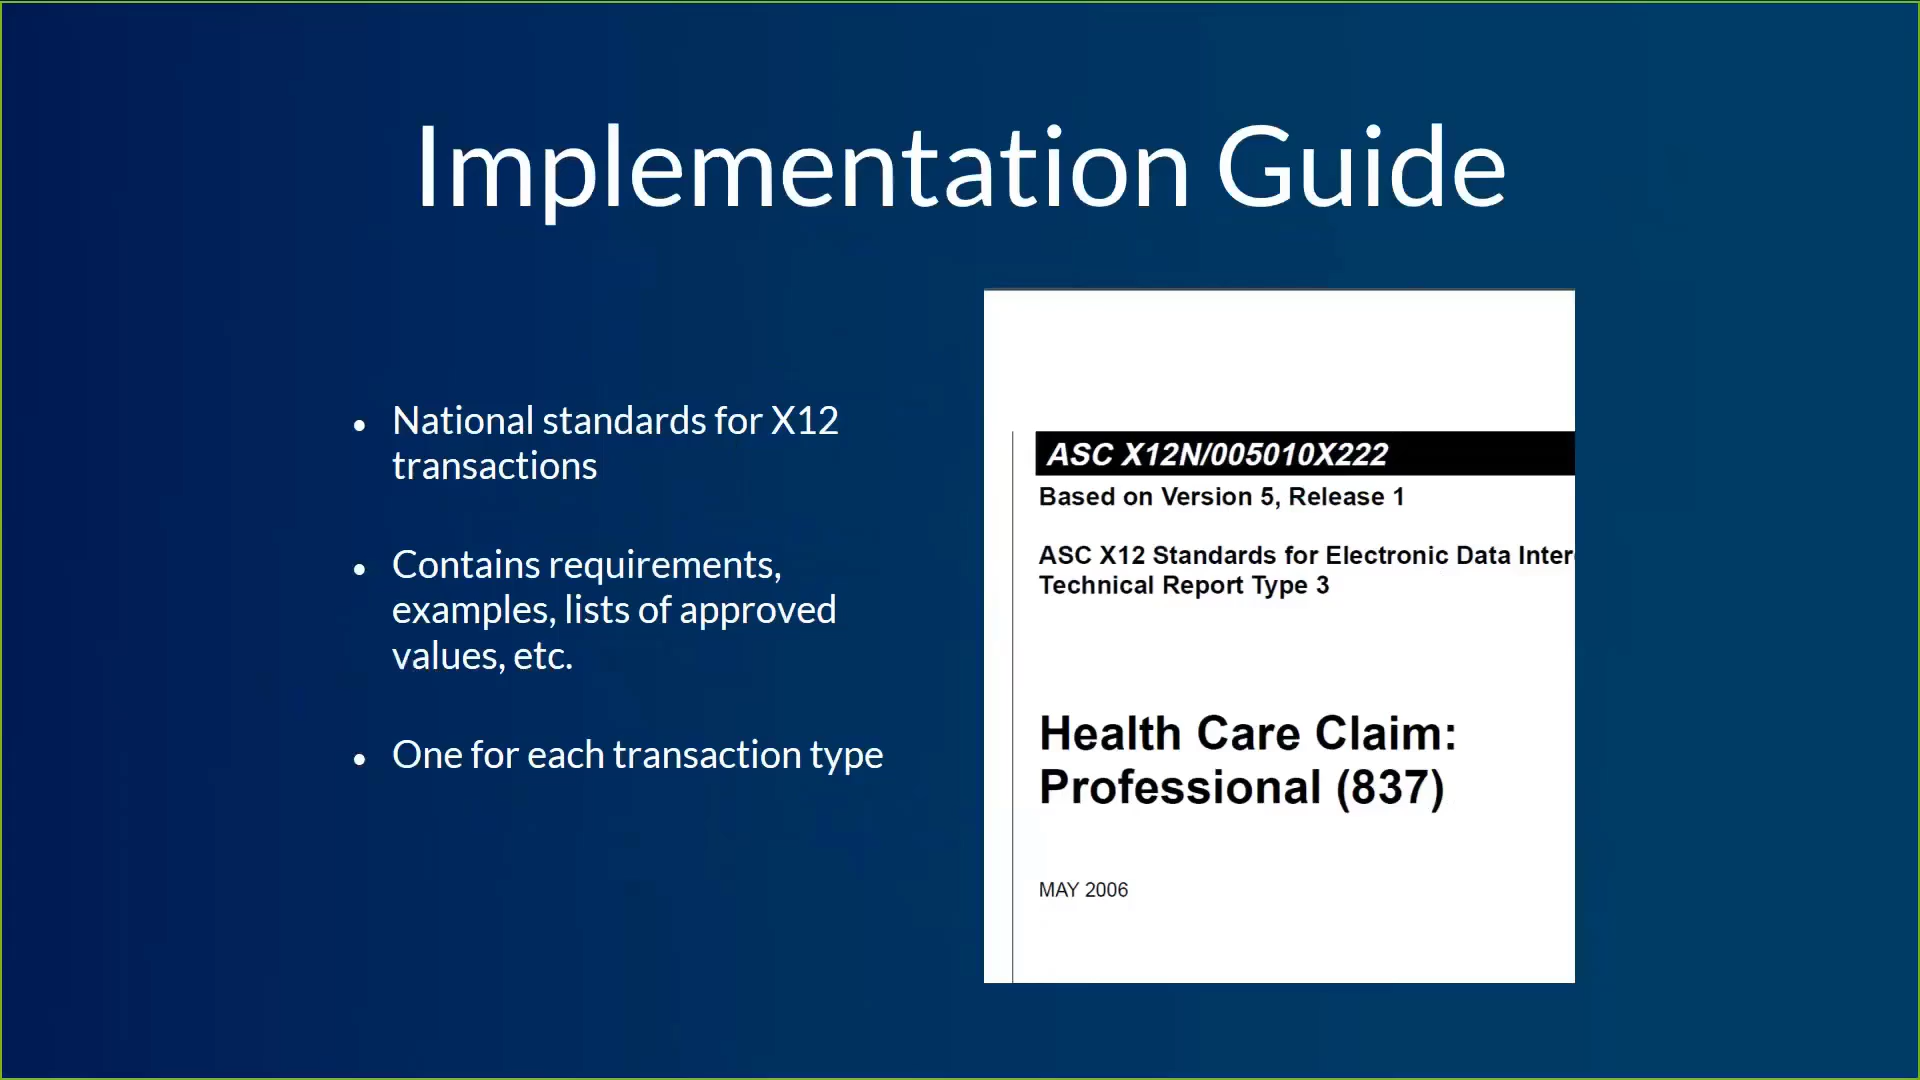 Implementation Guide
• National standards for X12
transactions
• Contains requirements,
examples, lists of approved
values, etc.
• One for each transaction type
ASC X12N/005010X222
Based on Version 5, Release 1
ASC X12 Standards for Electronic Data Inter
Technical Report Type 3
Health Care Claim:
Professional (837)
MAY 2006